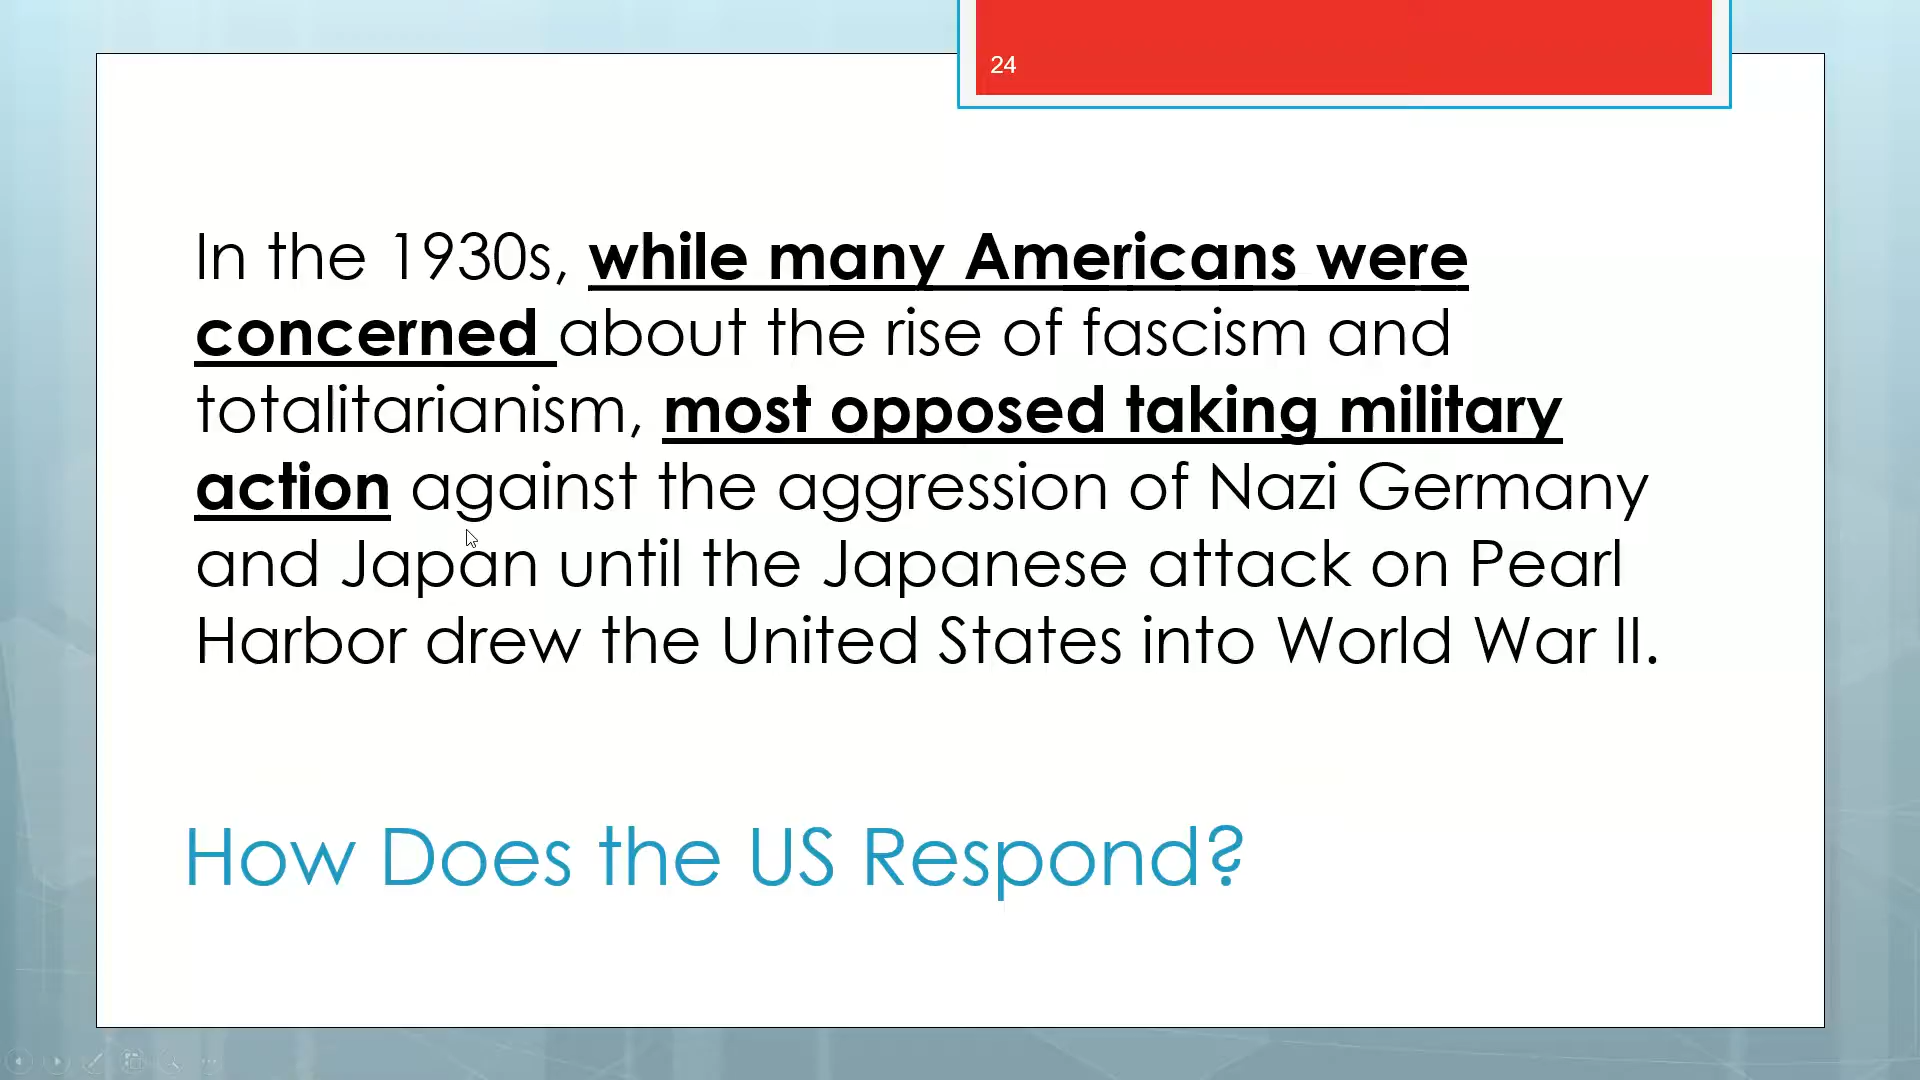 24
In the 1930s, while many Americans were
concerned about the rise of fascism and
totalitarianism, most opposed taking military
action against the aggression of Nazi Germany
and Japan until the Japanese attack on Pearl
Harbor drew the United States into World War II.
How Does the US Respond?